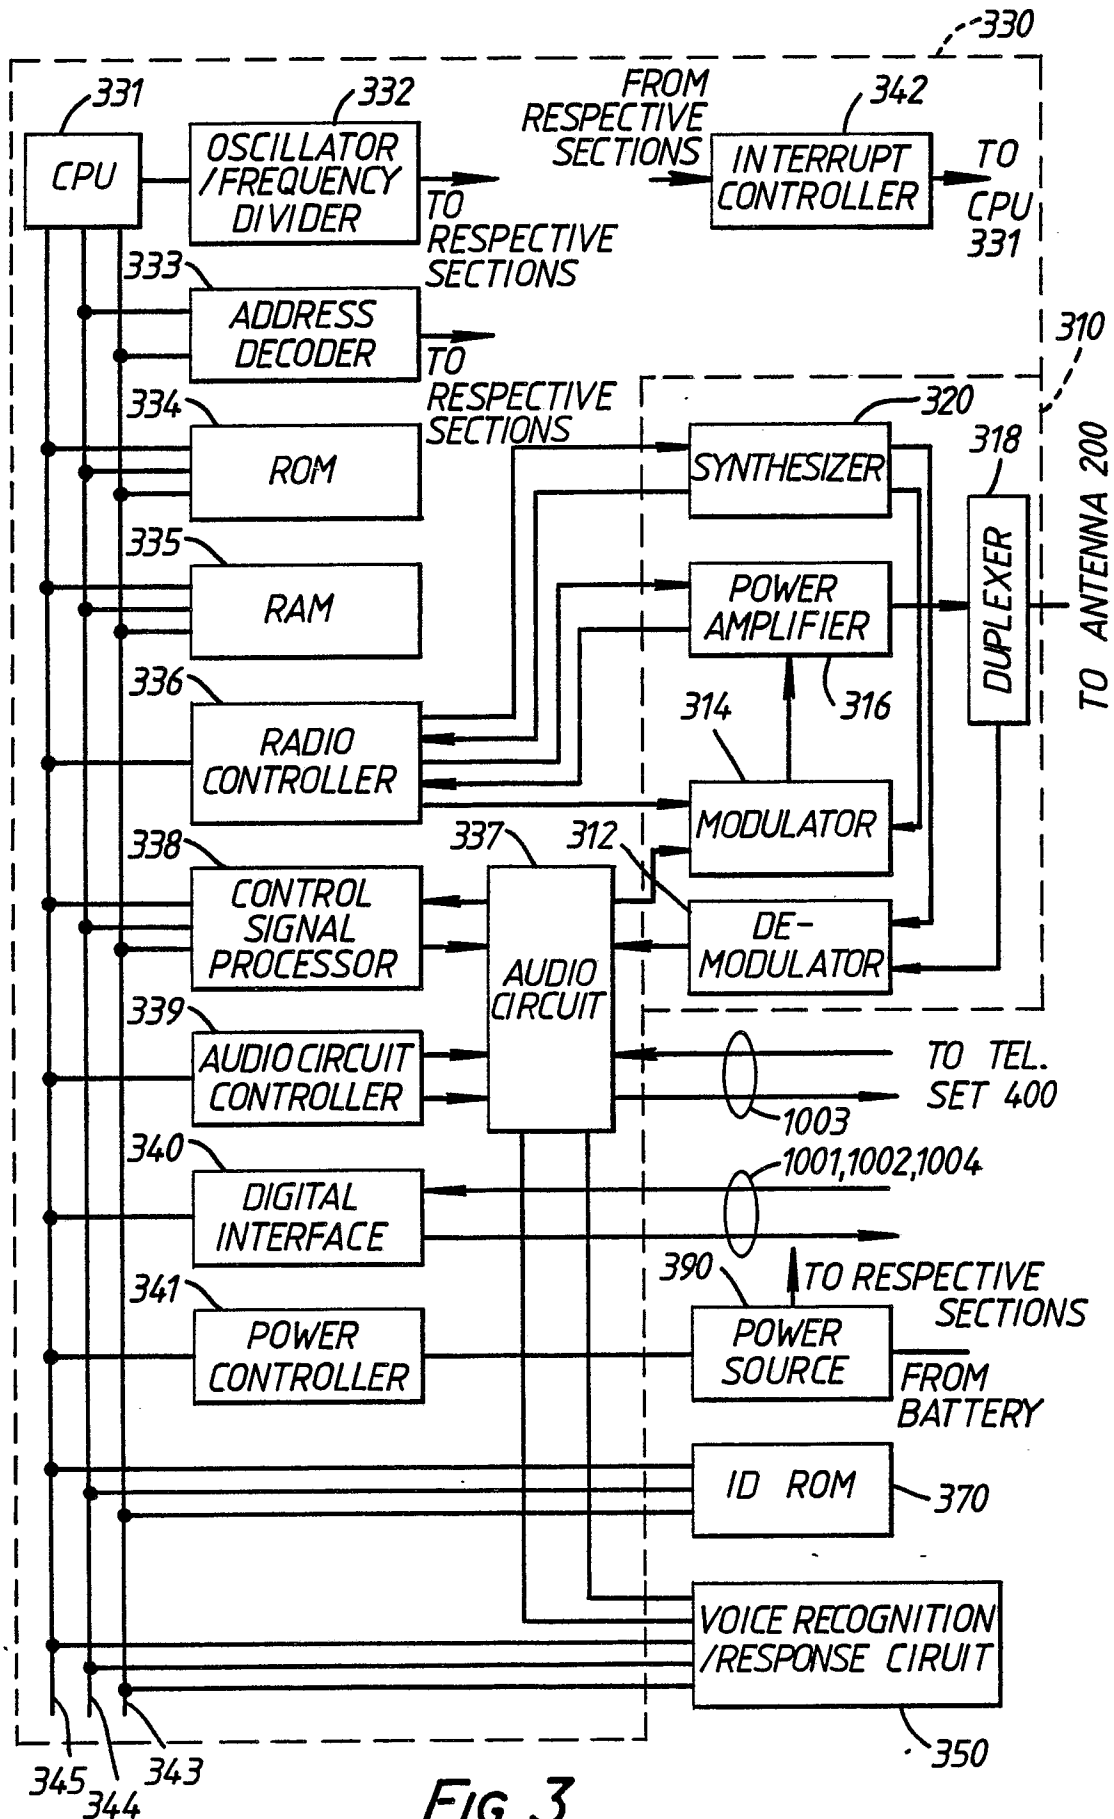 330
331
CPU
332
OSCILLATOR
/FREQUENCY
DIVIDER
TO
RESPECTIVE
SECTIONS
FROM
RESPECTIVE
SECTIONS
342
INTERRUPT
CONTROLLER
TO
CPU
331
333
ADDRESS
DECODER
TO
RESPECTIVE
SECTIONS
310
334
ROM
320
SYNTHESIZER
318
DUPLEXER
TO ANTENNA 200
335
RAM
POWER
AMPLIFIER
316
336
RADIO
CONTROLLER
314
MODULATOR
338
CONTROL
SIGNAL
PROCESSOR
337
AUDIO
CIRCUIT
312
DE-
MODULATOR
339
AUDIO CIRCUIT
CONTROLLER
TO TEL.
SET 400
1003
340
DIGITAL
INTERFACE
1001,1002,1004
341
POWER
CONTROLLER
390
POWER
SOURCE
TO RESPECTIVE
SECTIONS
FROM
BATTERY
ID ROM
370
VOICE RECOGNITION
/RESPONSE CIRUIT
350
345
344
343
FIG. 3